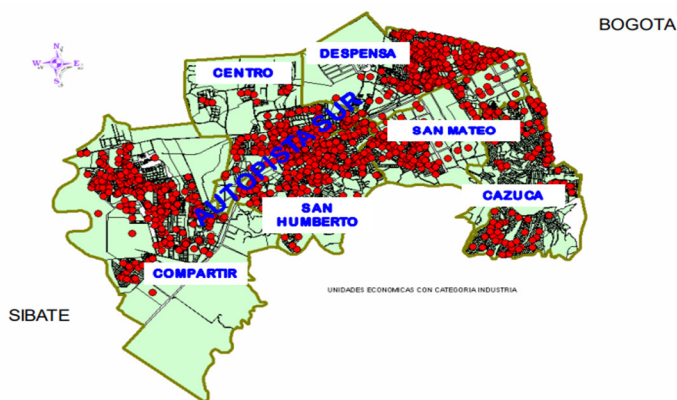 BOGOTA
N
W E
S
DESPENSA
CENTRO
AUTOPISTA SUR
SAN MATEO
CAZUCA
SAN
HUMBERTO
COMPARTIR
UNIDADES ECONOMICAS CON CATEGORIA INDUSTRIA
SIBATE